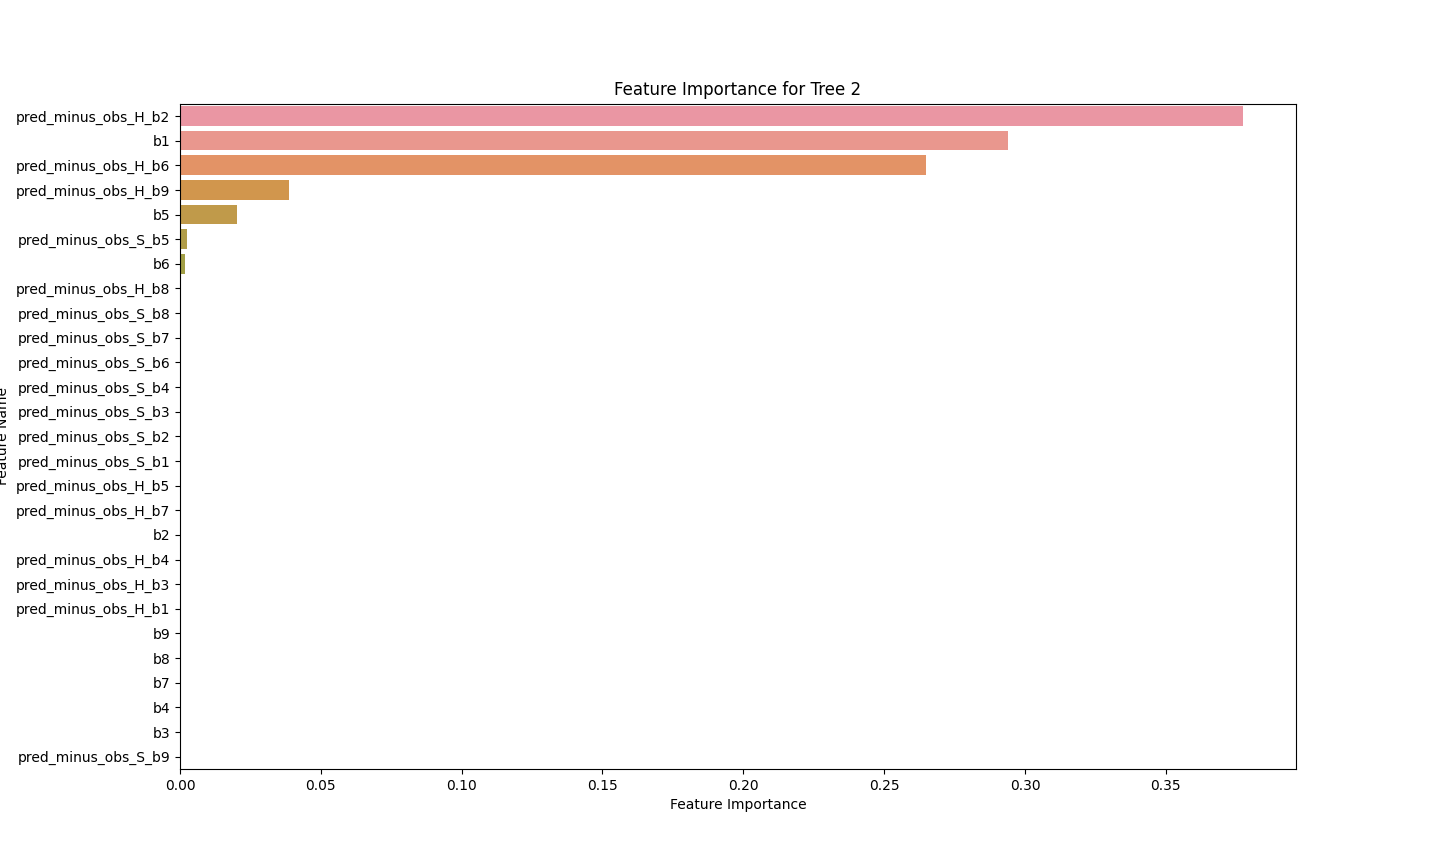 Feature Importance for Tree 2
pred_minus_obs_H_b2
b1
pred_minus_obs_H_b6
pred_minus_obs_H_b9
b5
pred_minus_obs_S_b5
b6
pred_minus_obs_H_b8
pred_minus_obs_S_b8
pred_minus_obs_S_b7
pred_minus_obs_S_b6
pred_minus_obs_S_b4
pred_minus_obs_S_b3
pred_minus_obs_S_b2
pred_minus_obs_S_b1
pred_minus_obs_H_b5
pred_minus_obs_H_b7
b2
pred_minus_obs_H_b4
pred_minus_obs_H_b3
pred_minus_obs_H_b1
b9
b8
b7
b4
b3
pred_minus_obs_S_b9
Feature Name
0.00 0.05 0.10 0.15 0.20 0.25 0.30 0.35
Feature Importance